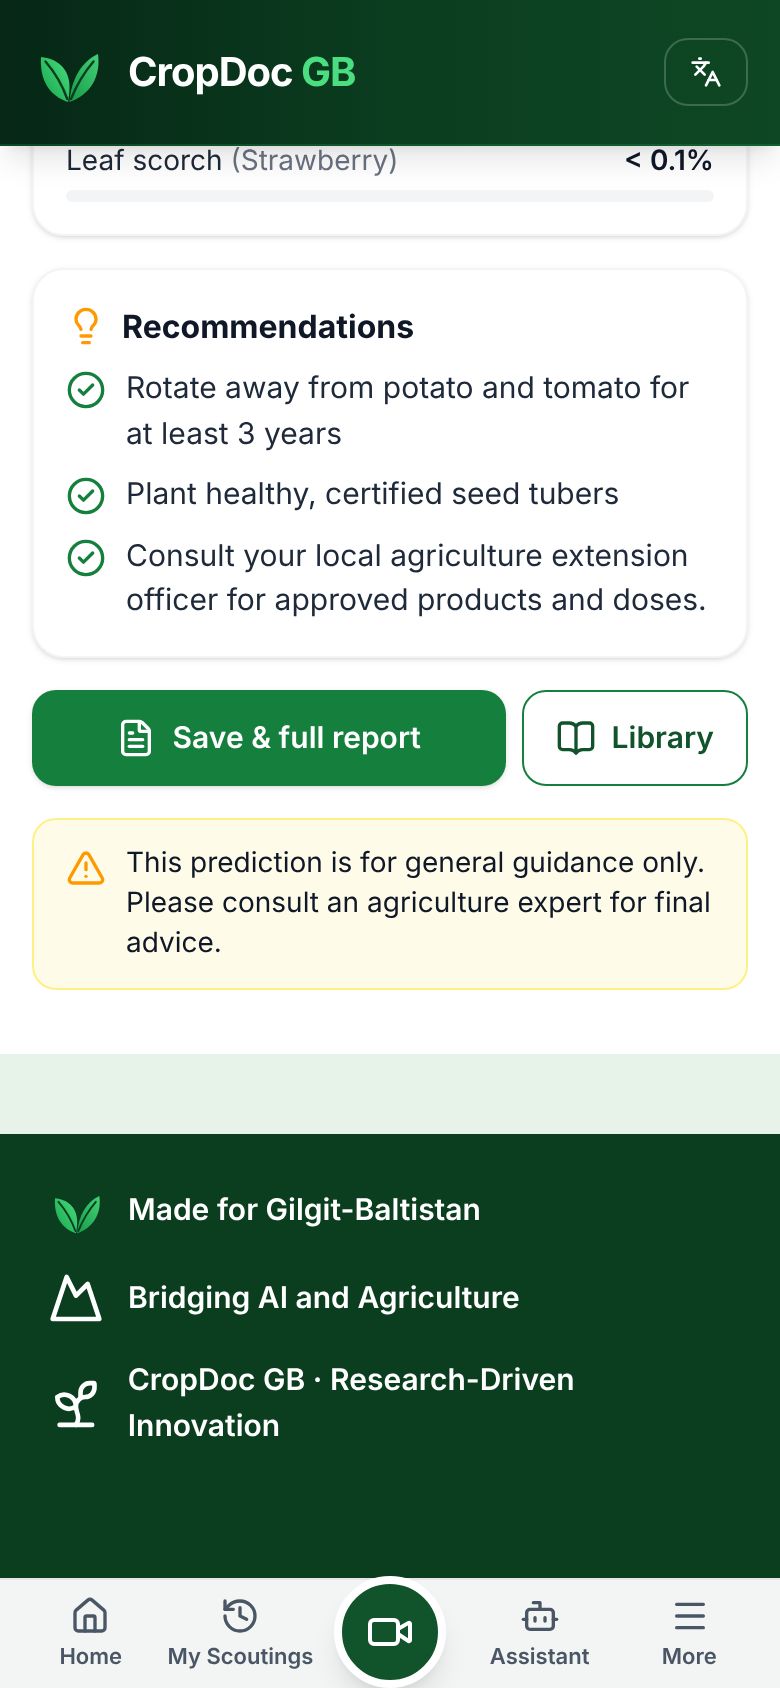 CropDoc GB
Leaf scorch (Strawberry) < 0.1%
Recommendations
Rotate away from potato and tomato for
at least 3 years
Plant healthy, certified seed tubers
Consult your local agriculture extension
officer for approved products and doses.
Save & full report
Library
This prediction is for general guidance only.
Please consult an agriculture expert for final
advice.
Made for Gilgit-Baltistan
Bridging AI and Agriculture
CropDoc GB · Research-Driven
Innovation
Home
My Scoutings
Assistant
More